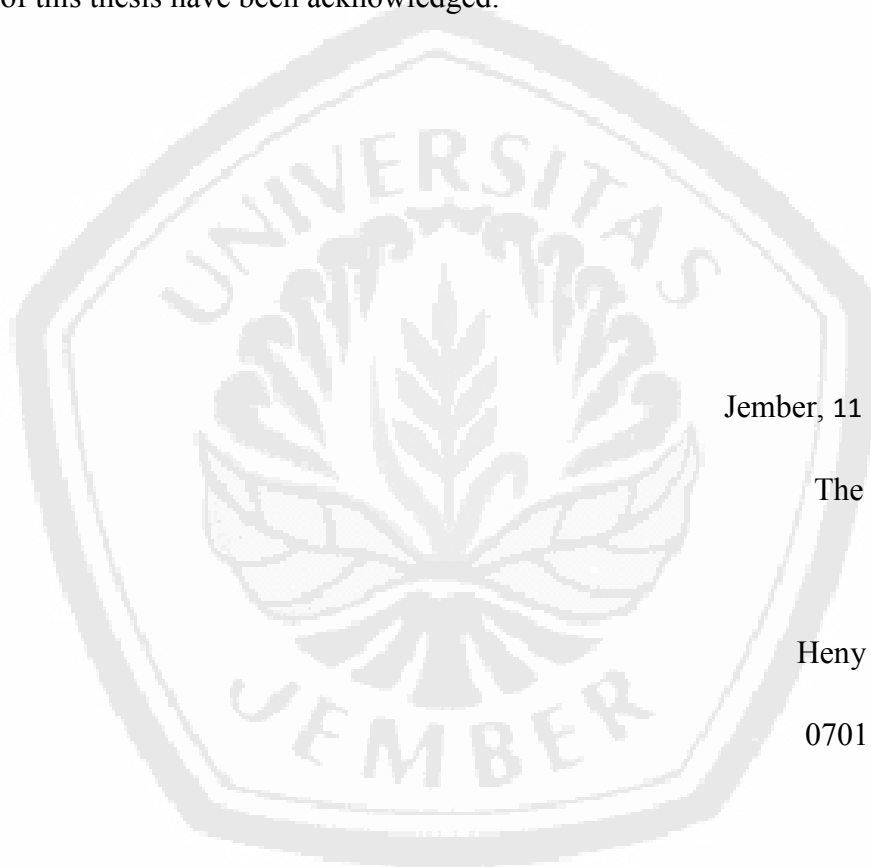 of this thesis have been acknowledged.
UNIVERSITAS
Jember, 11
The
Heny
0701
JEMBER